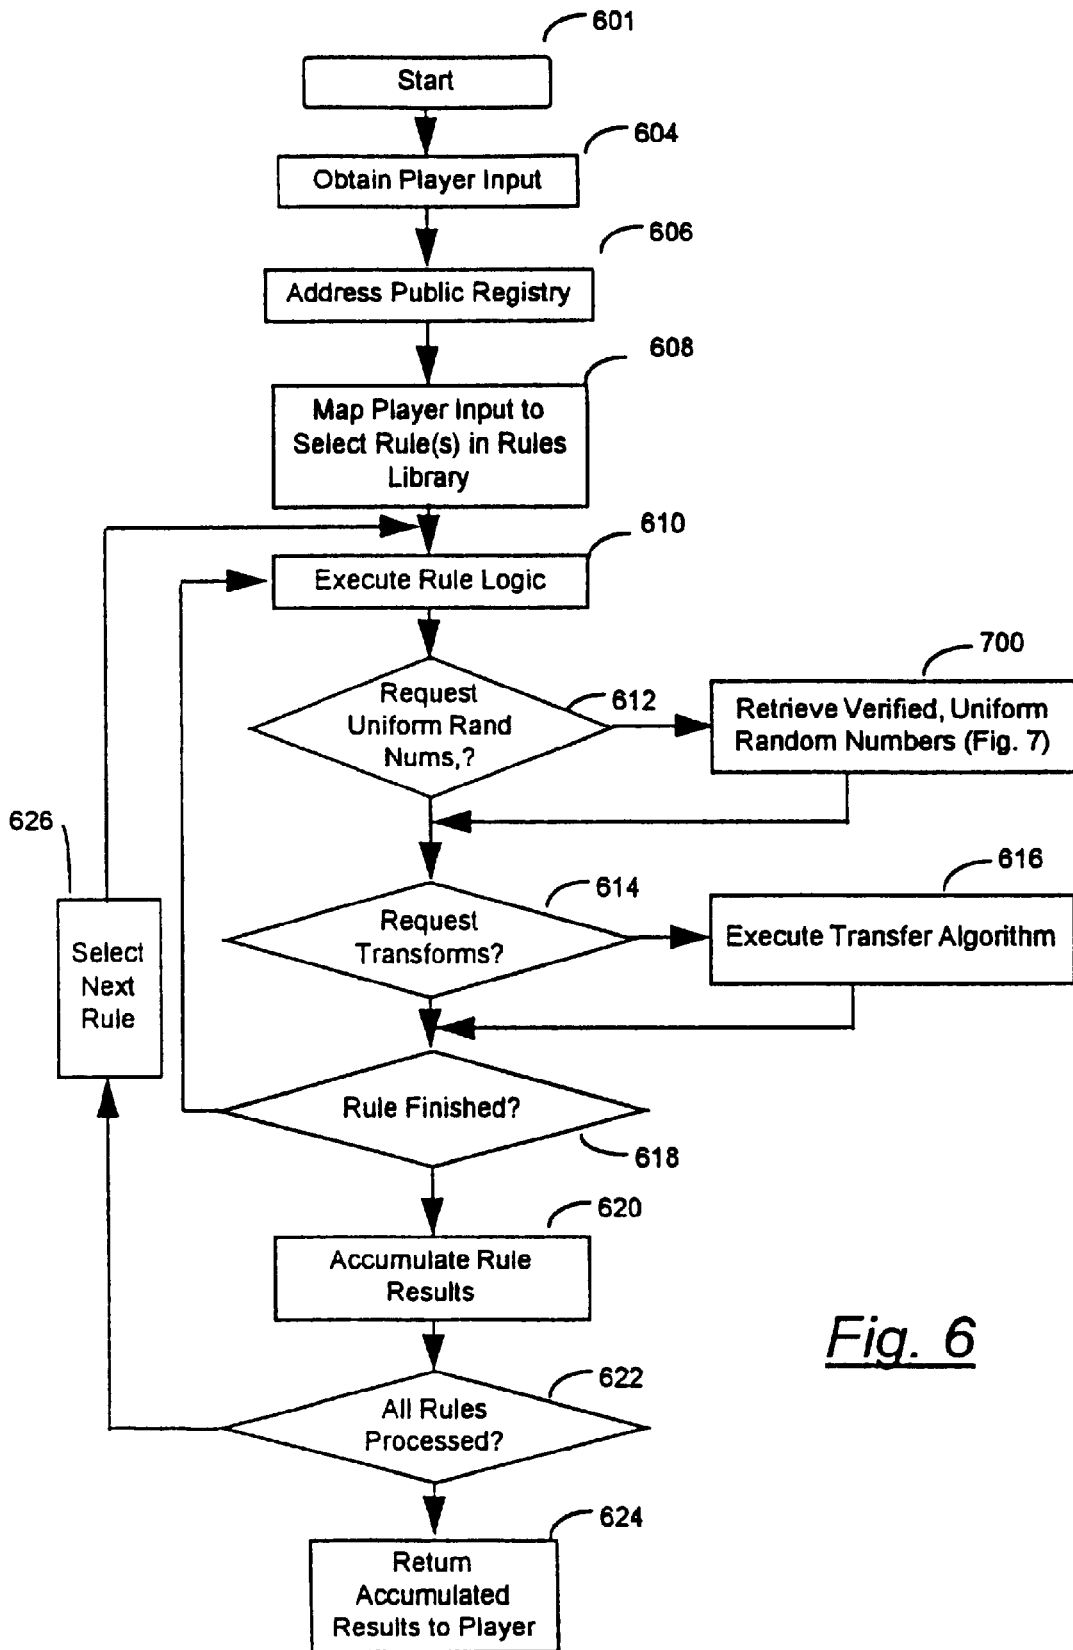 601
Start
604
Obtain Player Input
606
Address Public Registry
608
Map Player Input to
Select Rule(s) in Rules
Library
610
Execute Rule Logic
Request
Uniform Rand
Nums,?
612
700
Retrieve Verified, Uniform
Random Numbers (Fig. 7)
626
Select
Next
Rule
614
Request
Transforms?
616
Execute Transfer Algorithm
Rule Finished?
618
620
Accumulate Rule
Results
622
All Rules
Processed?
624
Return
Accumulated
Results to Player
Fig. 6